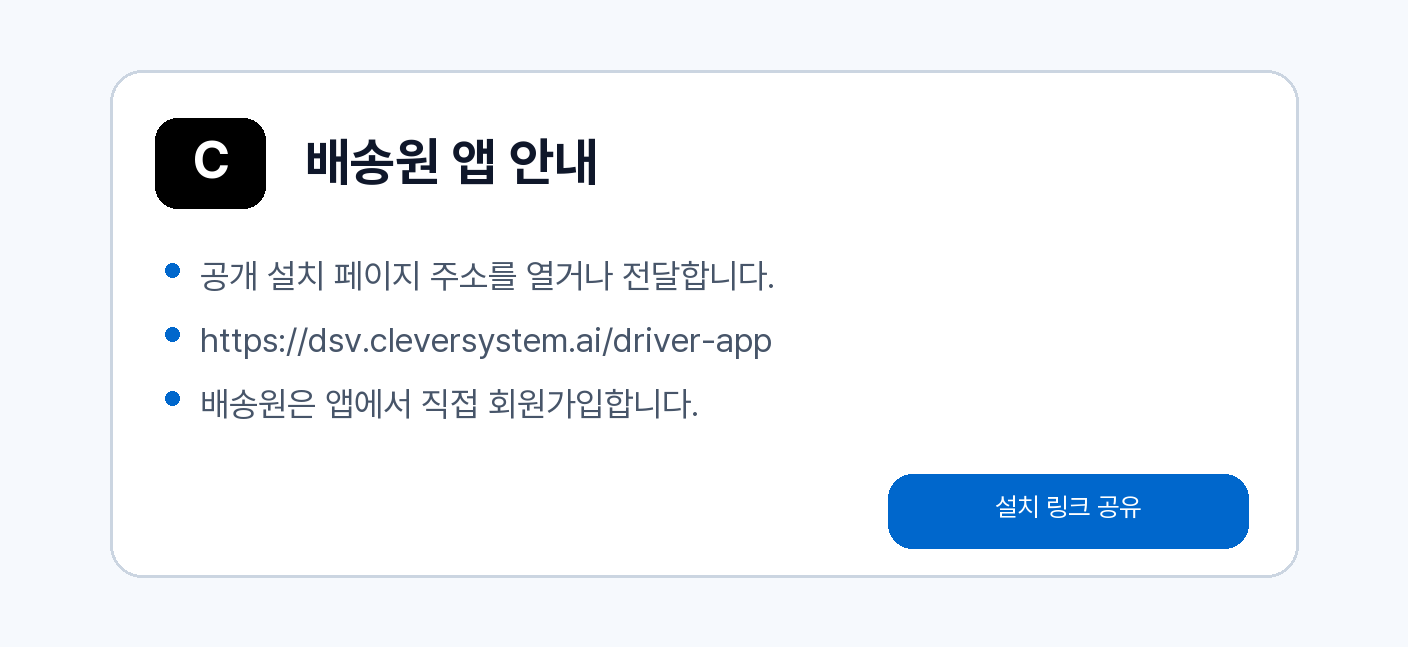 C
배송원 앱 안내
공개 설치 페이지 주소를 열거나 전달합니다.
https://dsv.cleversystem.ai/driver-app
배송원은 앱에서 직접 회원가입합니다.
설치 링크 공유